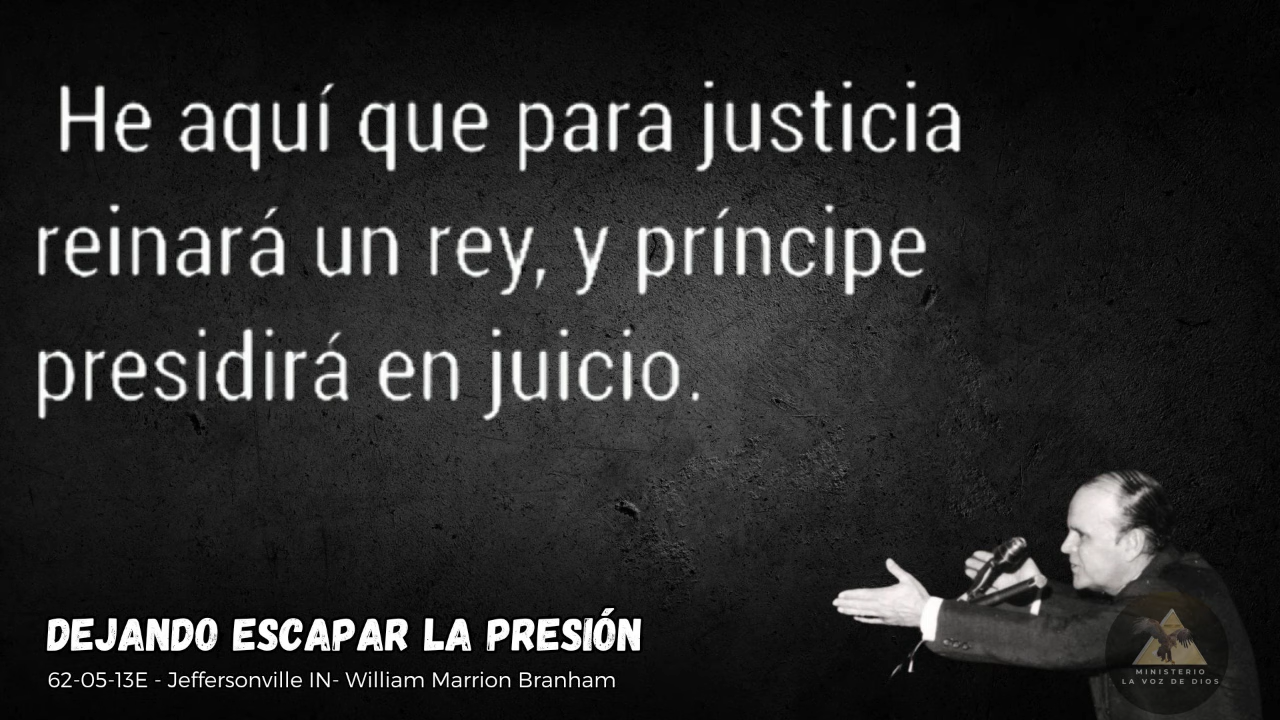 He aquí que para justicia
reinará un rey, y príncipe
presidirá en juicio.
DEJANDO ESCAPAR LA PRESIÓN
62-05-13E - Jeffersonville IN- William Marrion Branham
MINISTERIO
LA VOZ DE DIOS